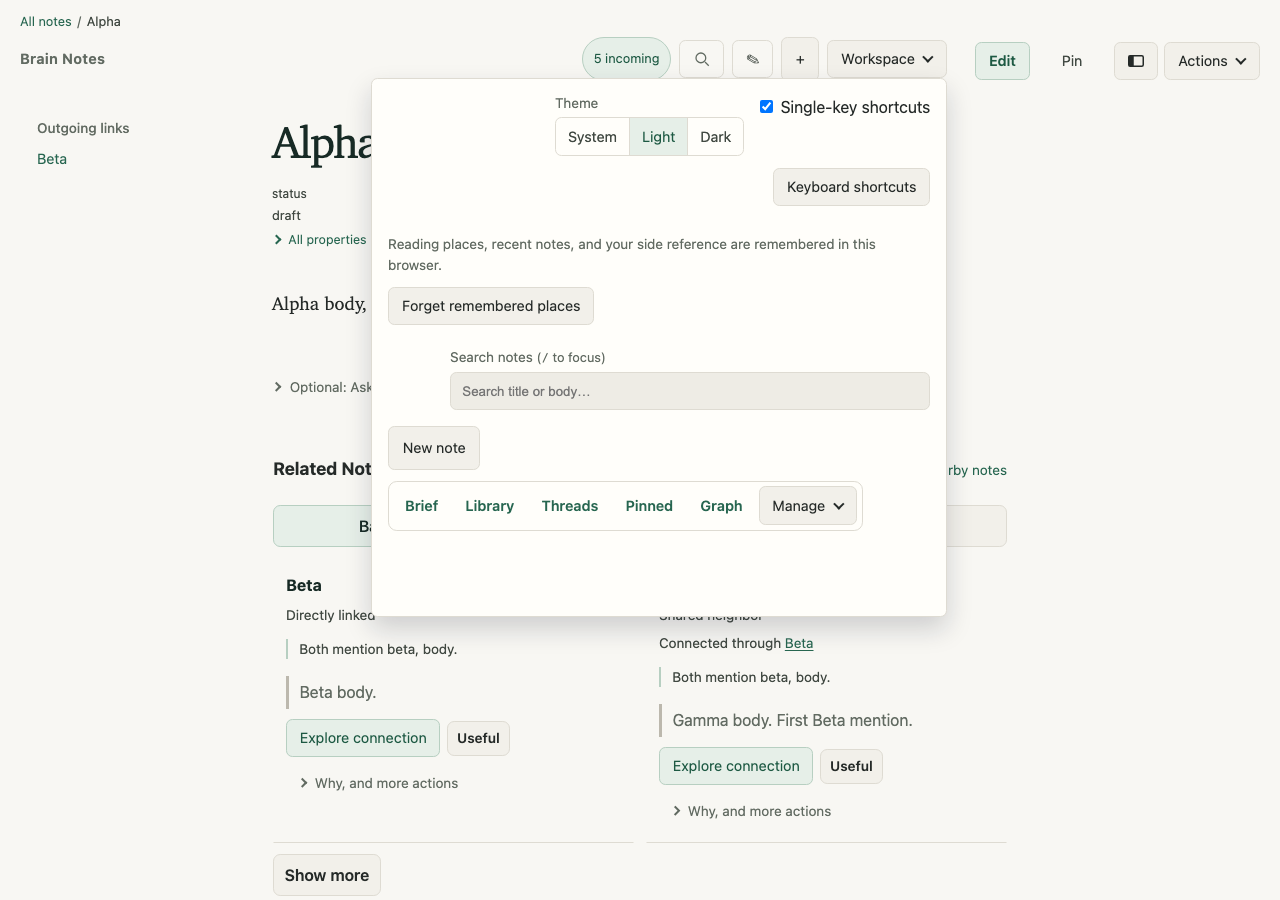 All notes / Alpha
Brain Notes
5 incoming
+
Workspace
Edit
Pin
Actions
Outgoing links
Beta
Alpha
status
draft
All properties
Alpha body,
Optional: Ask
Theme
System
Light
Dark
Single-key shortcuts
Keyboard shortcuts
Reading places, recent notes, and your side reference are remembered in this
browser.
Forget remembered places
Search notes (/ to focus)
Search title or body…
New note
Brief
Library
Threads
Pinned
Graph
Manage
Related
notes
Beta
Directly linked
Both mention beta, body.
Beta body.
Explore connection
Useful
Why, and more actions
Shared neighbor
Connected through Beta
Both mention beta, body.
Gamma body. First Beta mention.
Explore connection
Useful
Why, and more actions
Show more